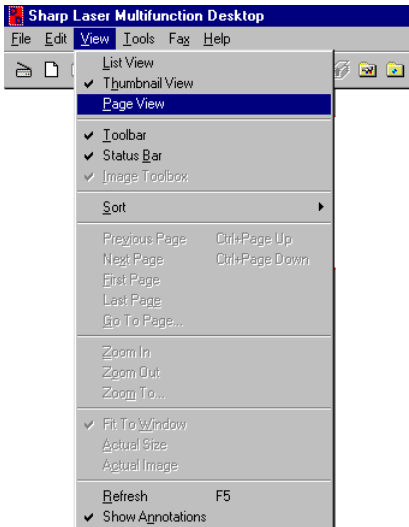 Sharp Laser Multifunction Desktop
File Edit View Tools Fax Help
List View
Thumbnail View
Page View
Toolbar
Status Bar
Image Toolbox
Sort
Previous Page Ctrl+Page Up
Next Page Ctrl+Page Down
First Page
Last Page
Go To Page...
Zoom In
Zoom Out
Zoom To...
Fit To Window
Actual Size
Actual Image
Refresh F5
Show Annotations